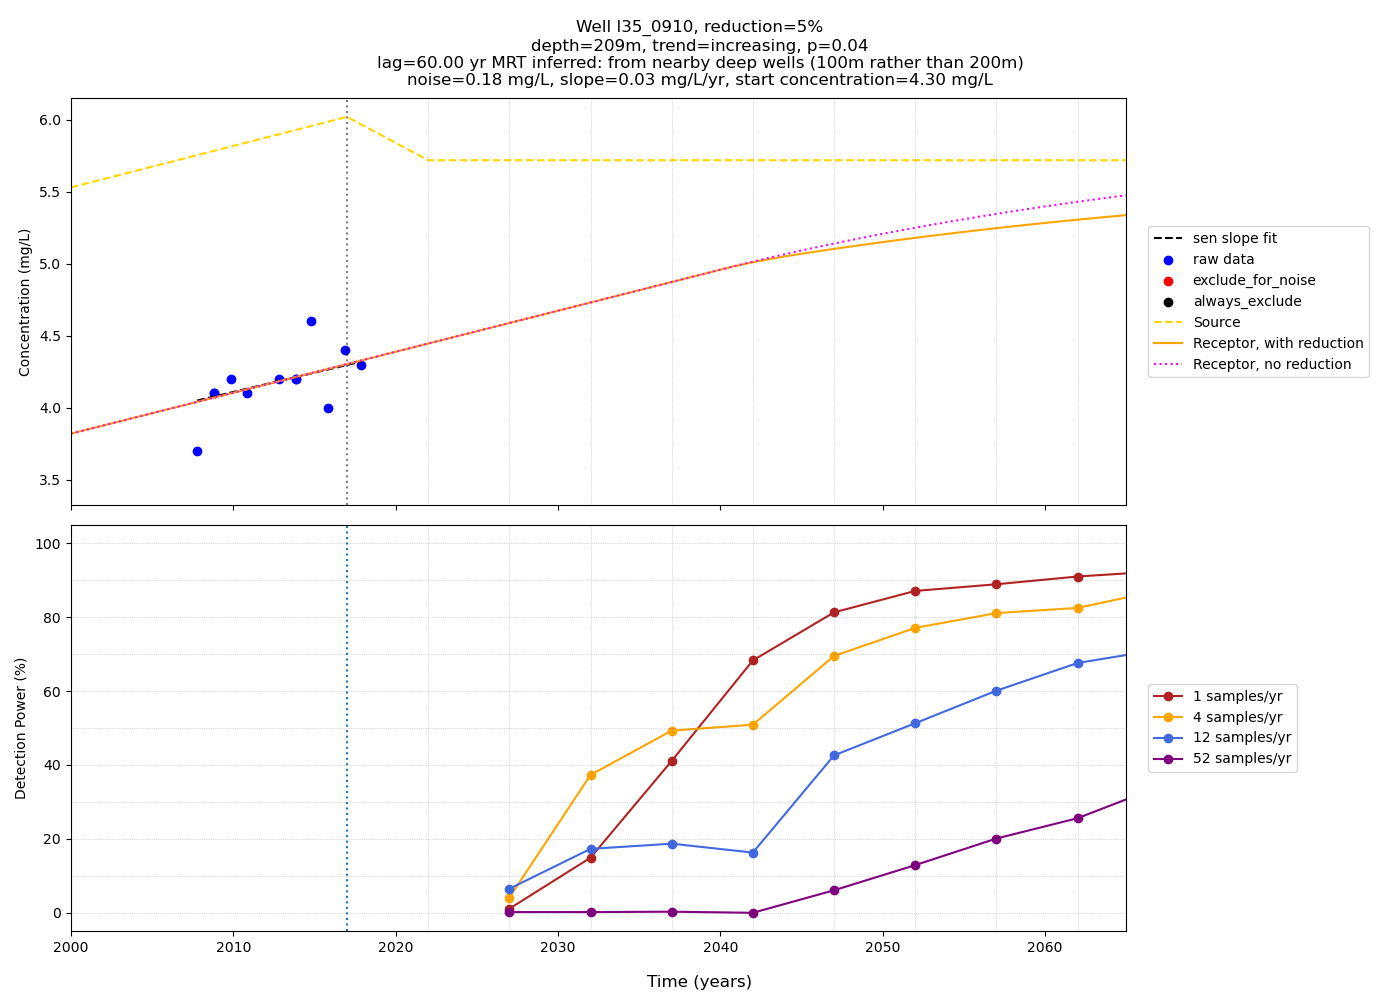 Well l35_0910, reduction=5%
depth=209m, trend=increasing, p=0.04
lag=60.00 yr MRT inferred: from nearby deep wells (100m rather than 200m)
noise=0.18 mg/L, slope=0.03 mg/L/yr, start concentration=4.30 mg/L
Concentration (mg/L)
6.0
5.5
5.0
4.5
4.0
3.5
sen slope fit
raw data
exclude_for_noise
always_exclude
Source
Receptor, with reduction
Receptor, no reduction
Detection Power (%)
100
80
60
40
20
0
1 samples/yr
4 samples/yr
12 samples/yr
52 samples/yr
2000
2010
2020
2030
2040
2050
2060
Time (years)